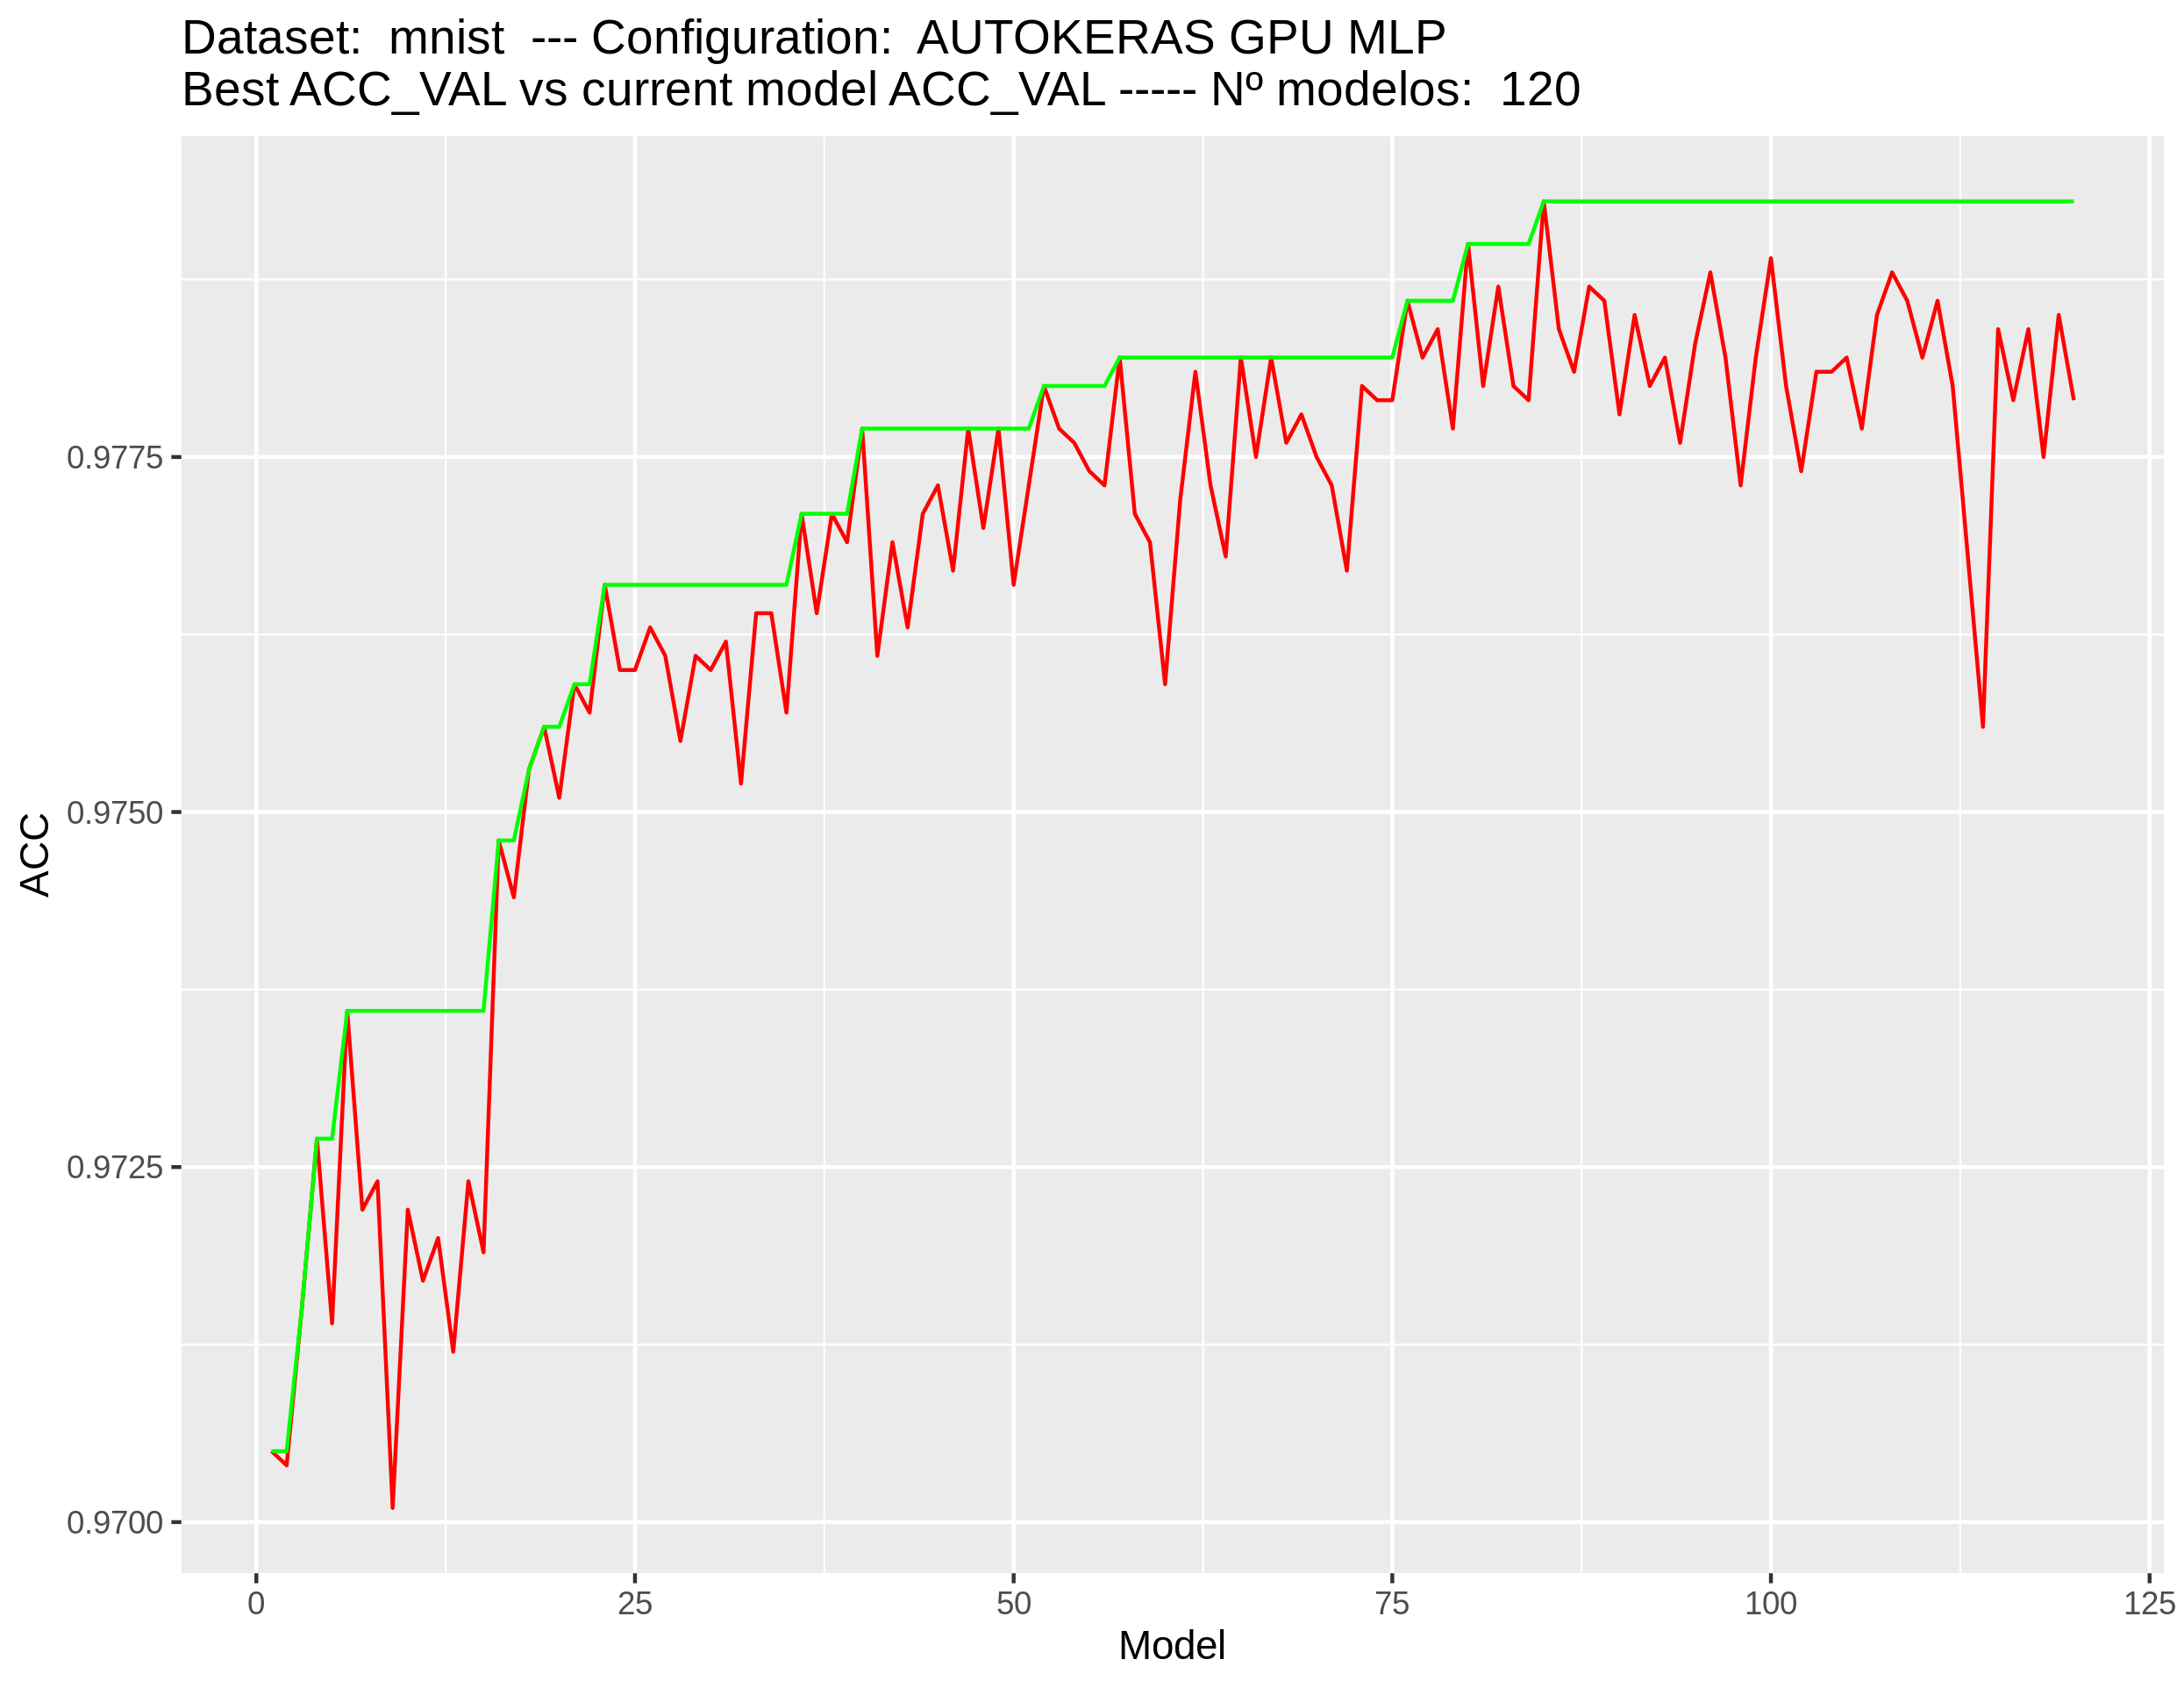 Dataset:  mnist  --- Configuration:  AUTOKERAS GPU MLP
Best ACC_VAL vs current model ACC_VAL ----- Nº modelos:  120
ACC
0.9775
0.9750
0.9725
0.9700
0 25 50 75 100 125
Model